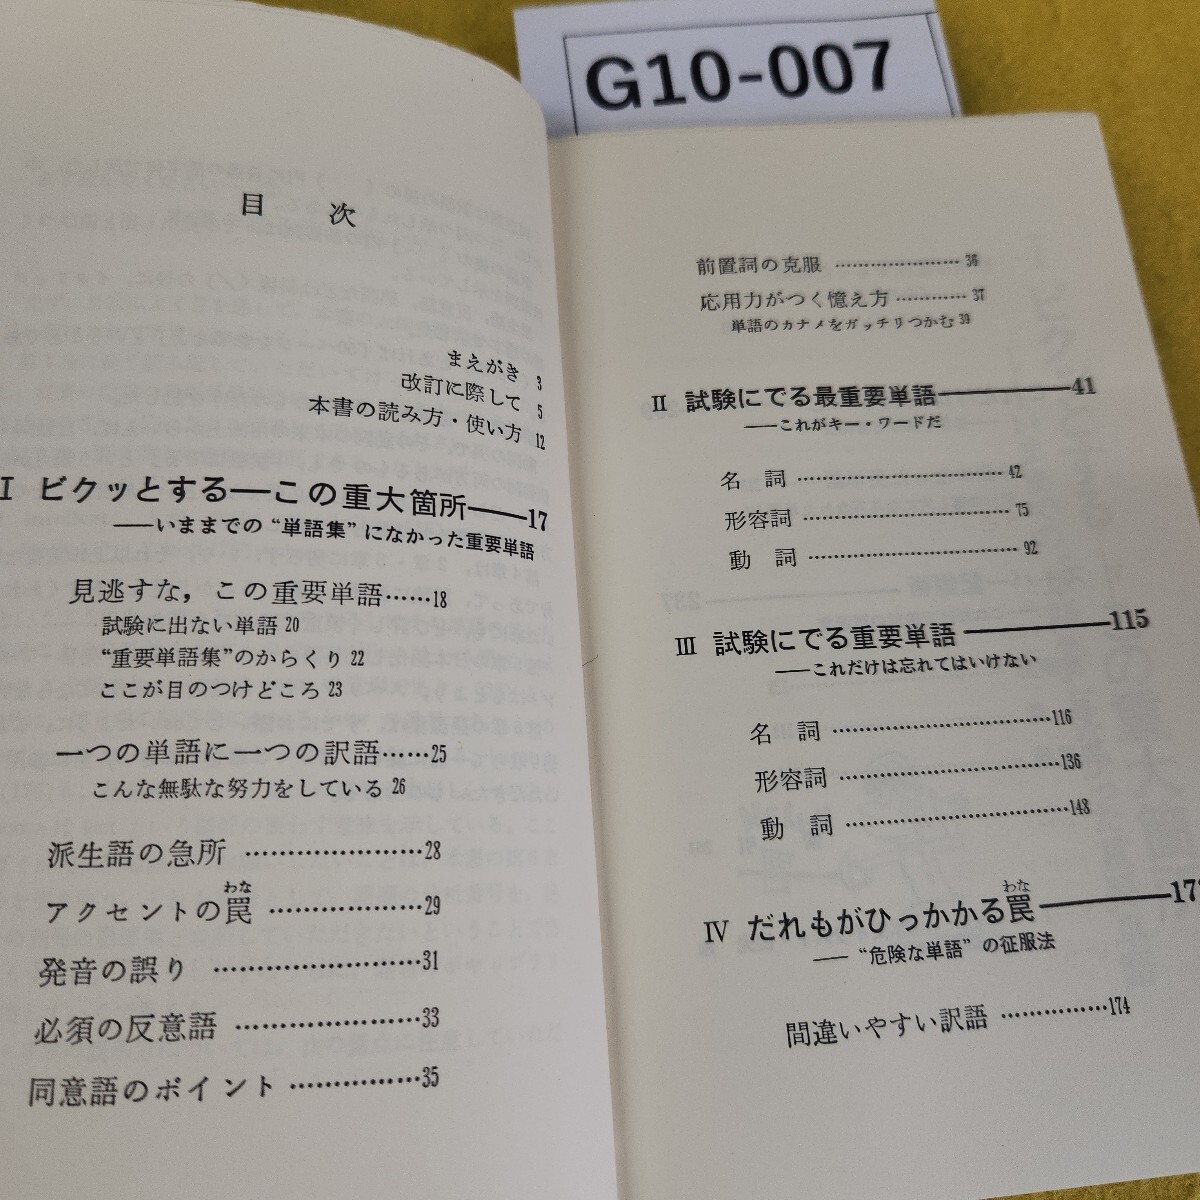 G10-007
目次
まえがき 3
改訂に際して 5
本書の読み方・使い方 12
I ビクッとする──この重大箇所──17
──いままでの“単語集”になかった重要単語
見逃すな，この重要単語……18
試験に出ない単語 20
“重要単語集”のからくり 22
ここが目のつけどころ 23
一つの単語に一つの訳語……25
こんな無駄な努力をしている 26
派生語の急所 …………………28
わな
アクセントの罠 ………………29
発音の誤り ……………………31
必須の反意語 …………………33
同意語のポイント ……………35
前置詞の克服 …………………36
応用力がつく憶え方 …………37
単語のカナメをガッチリつかむ 39
II 試験にでる最重要単語────41
──これがキー・ワードだ
名詞 ……………………42
形容詞 …………………75
動詞 ……………………92
III 試験にでる重要単語────115
──これだけは忘れてはいけない
名詞 ……………………116
形容詞 …………………136
動詞 ……………………148
わな
IV だれもがひっかかる罠────17
──“危険な単語”の征服法
間違いやすい訳語 ……………174